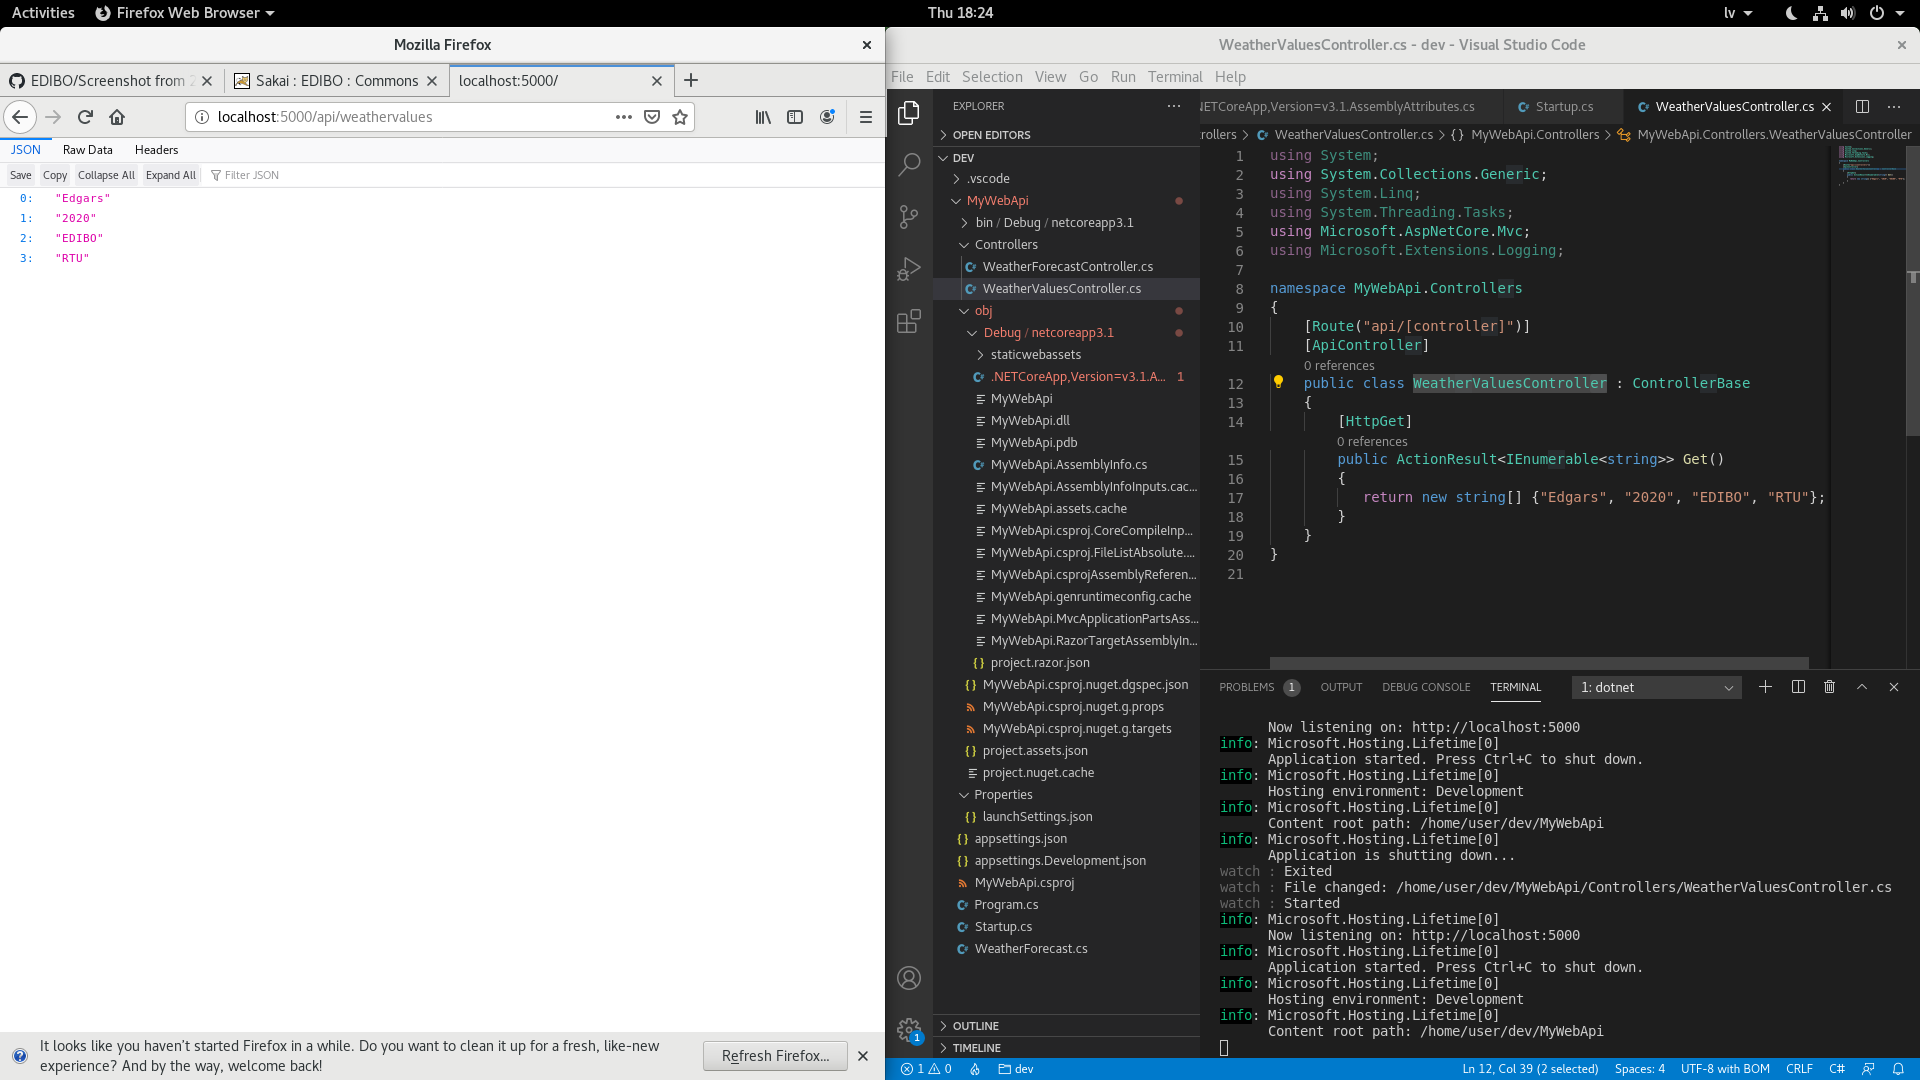 Activities
Firefox Web Browser
Thu 18:24
lv
Mozilla Firefox
EDIBO/Screenshot from 2
Sakai : EDIBO : Commons
localhost:5000/
localhost:5000/api/weathervalues
JSON
Raw Data
Headers
Save
Copy
Collapse All
Expand All
Filter JSON
0: "Edgars"
1: "2020"
2: "EDIBO"
3: "RTU"
It looks like you haven't started Firefox in a while. Do you want to clean it up for a fresh, like-new
experience? And by the way, welcome back!
Refresh Firefox...
WeatherValuesController.cs - dev - Visual Studio Code
File Edit Selection View Go Run Terminal Help
EXPLORER
OPEN EDITORS
DEV
.vscode
MyWebApi
bin / Debug / netcoreapp3.1
Controllers
WeatherForecastController.cs
WeatherValuesController.cs
obj
Debug / netcoreapp3.1
staticwebassets
.NETCoreApp,Version=v3.1.A... 1
MyWebApi
MyWebApi.dll
MyWebApi.pdb
MyWebApi.AssemblyInfo.cs
MyWebApi.AssemblyInfoInputs.cac...
MyWebApi.assets.cache
MyWebApi.csproj.CoreCompileInp...
MyWebApi.csproj.FileListAbsolute....
MyWebApi.csprojAssemblyReferen...
MyWebApi.genruntimeconfig.cache
MyWebApi.MvcApplicationPartsAss...
MyWebApi.RazorTargetAssemblyIn...
project.razor.json
MyWebApi.csproj.nuget.dgspec.json
MyWebApi.csproj.nuget.g.props
MyWebApi.csproj.nuget.g.targets
project.assets.json
project.nuget.cache
Properties
launchSettings.json
appsettings.json
appsettings.Development.json
MyWebApi.csproj
Program.cs
Startup.cs
WeatherForecast.cs
OUTLINE
TIMELINE
NETCoreApp,Version=v3.1.AssemblyAttributes.cs
Startup.cs
WeatherValuesController.cs
rollers > WeatherValuesController.cs > {} MyWebApi.Controllers > MyWebApi.Controllers.WeatherValuesController
1 using System;
2 using System.Collections.Generic;
3 using System.Linq;
4 using System.Threading.Tasks;
5 using Microsoft.AspNetCore.Mvc;
6 using Microsoft.Extensions.Logging;
7
8 namespace MyWebApi.Controllers
9 {
10 [Route("api/[controller]")]
11 [ApiController]
0 references
12 public class WeatherValuesController : ControllerBase
13 {
14 [HttpGet]
0 references
15 public ActionResult<IEnumerable<string>> Get()
16 {
17 return new string[] {"Edgars", "2020", "EDIBO", "RTU"};
18 }
19 }
20 }
21
PROBLEMS 1 OUTPUT DEBUG CONSOLE TERMINAL 1: dotnet
Now listening on: http://localhost:5000
info: Microsoft.Hosting.Lifetime[0]
Application started. Press Ctrl+C to shut down.
info: Microsoft.Hosting.Lifetime[0]
Hosting environment: Development
info: Microsoft.Hosting.Lifetime[0]
Content root path: /home/user/dev/MyWebApi
info: Microsoft.Hosting.Lifetime[0]
Application is shutting down...
watch : Exited
watch : File changed: /home/user/dev/MyWebApi/Controllers/WeatherValuesController.cs
watch : Started
info: Microsoft.Hosting.Lifetime[0]
Now listening on: http://localhost:5000
info: Microsoft.Hosting.Lifetime[0]
Application started. Press Ctrl+C to shut down.
info: Microsoft.Hosting.Lifetime[0]
Hosting environment: Development
info: Microsoft.Hosting.Lifetime[0]
Content root path: /home/user/dev/MyWebApi
1
1 0 dev
Ln 12, Col 39 (2 selected) Spaces: 4 UTF-8 with BOM CRLF C#